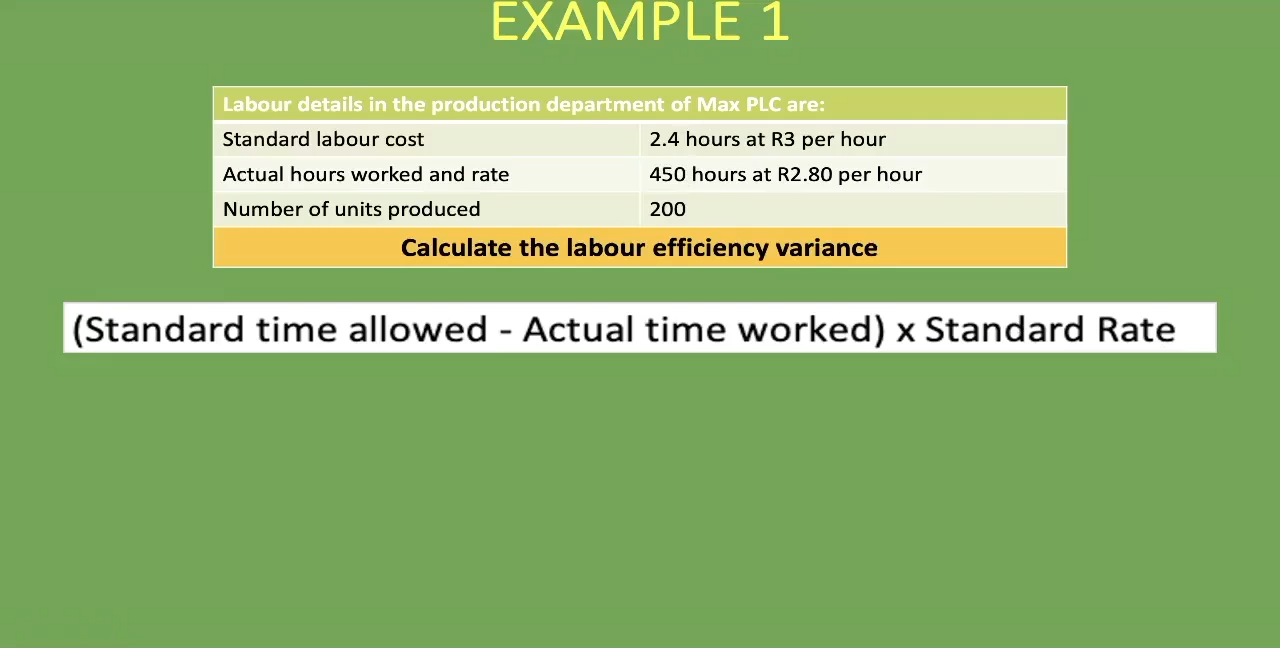 EXAMPLE 1
Labour details in the production department of Max PLC are:
Standard labour cost 2.4 hours at R3 per hour
Actual hours worked and rate 450 hours at R2.80 per hour
Number of units produced 200
Calculate the labour efficiency variance
(Standard time allowed - Actual time worked) x Standard Rate